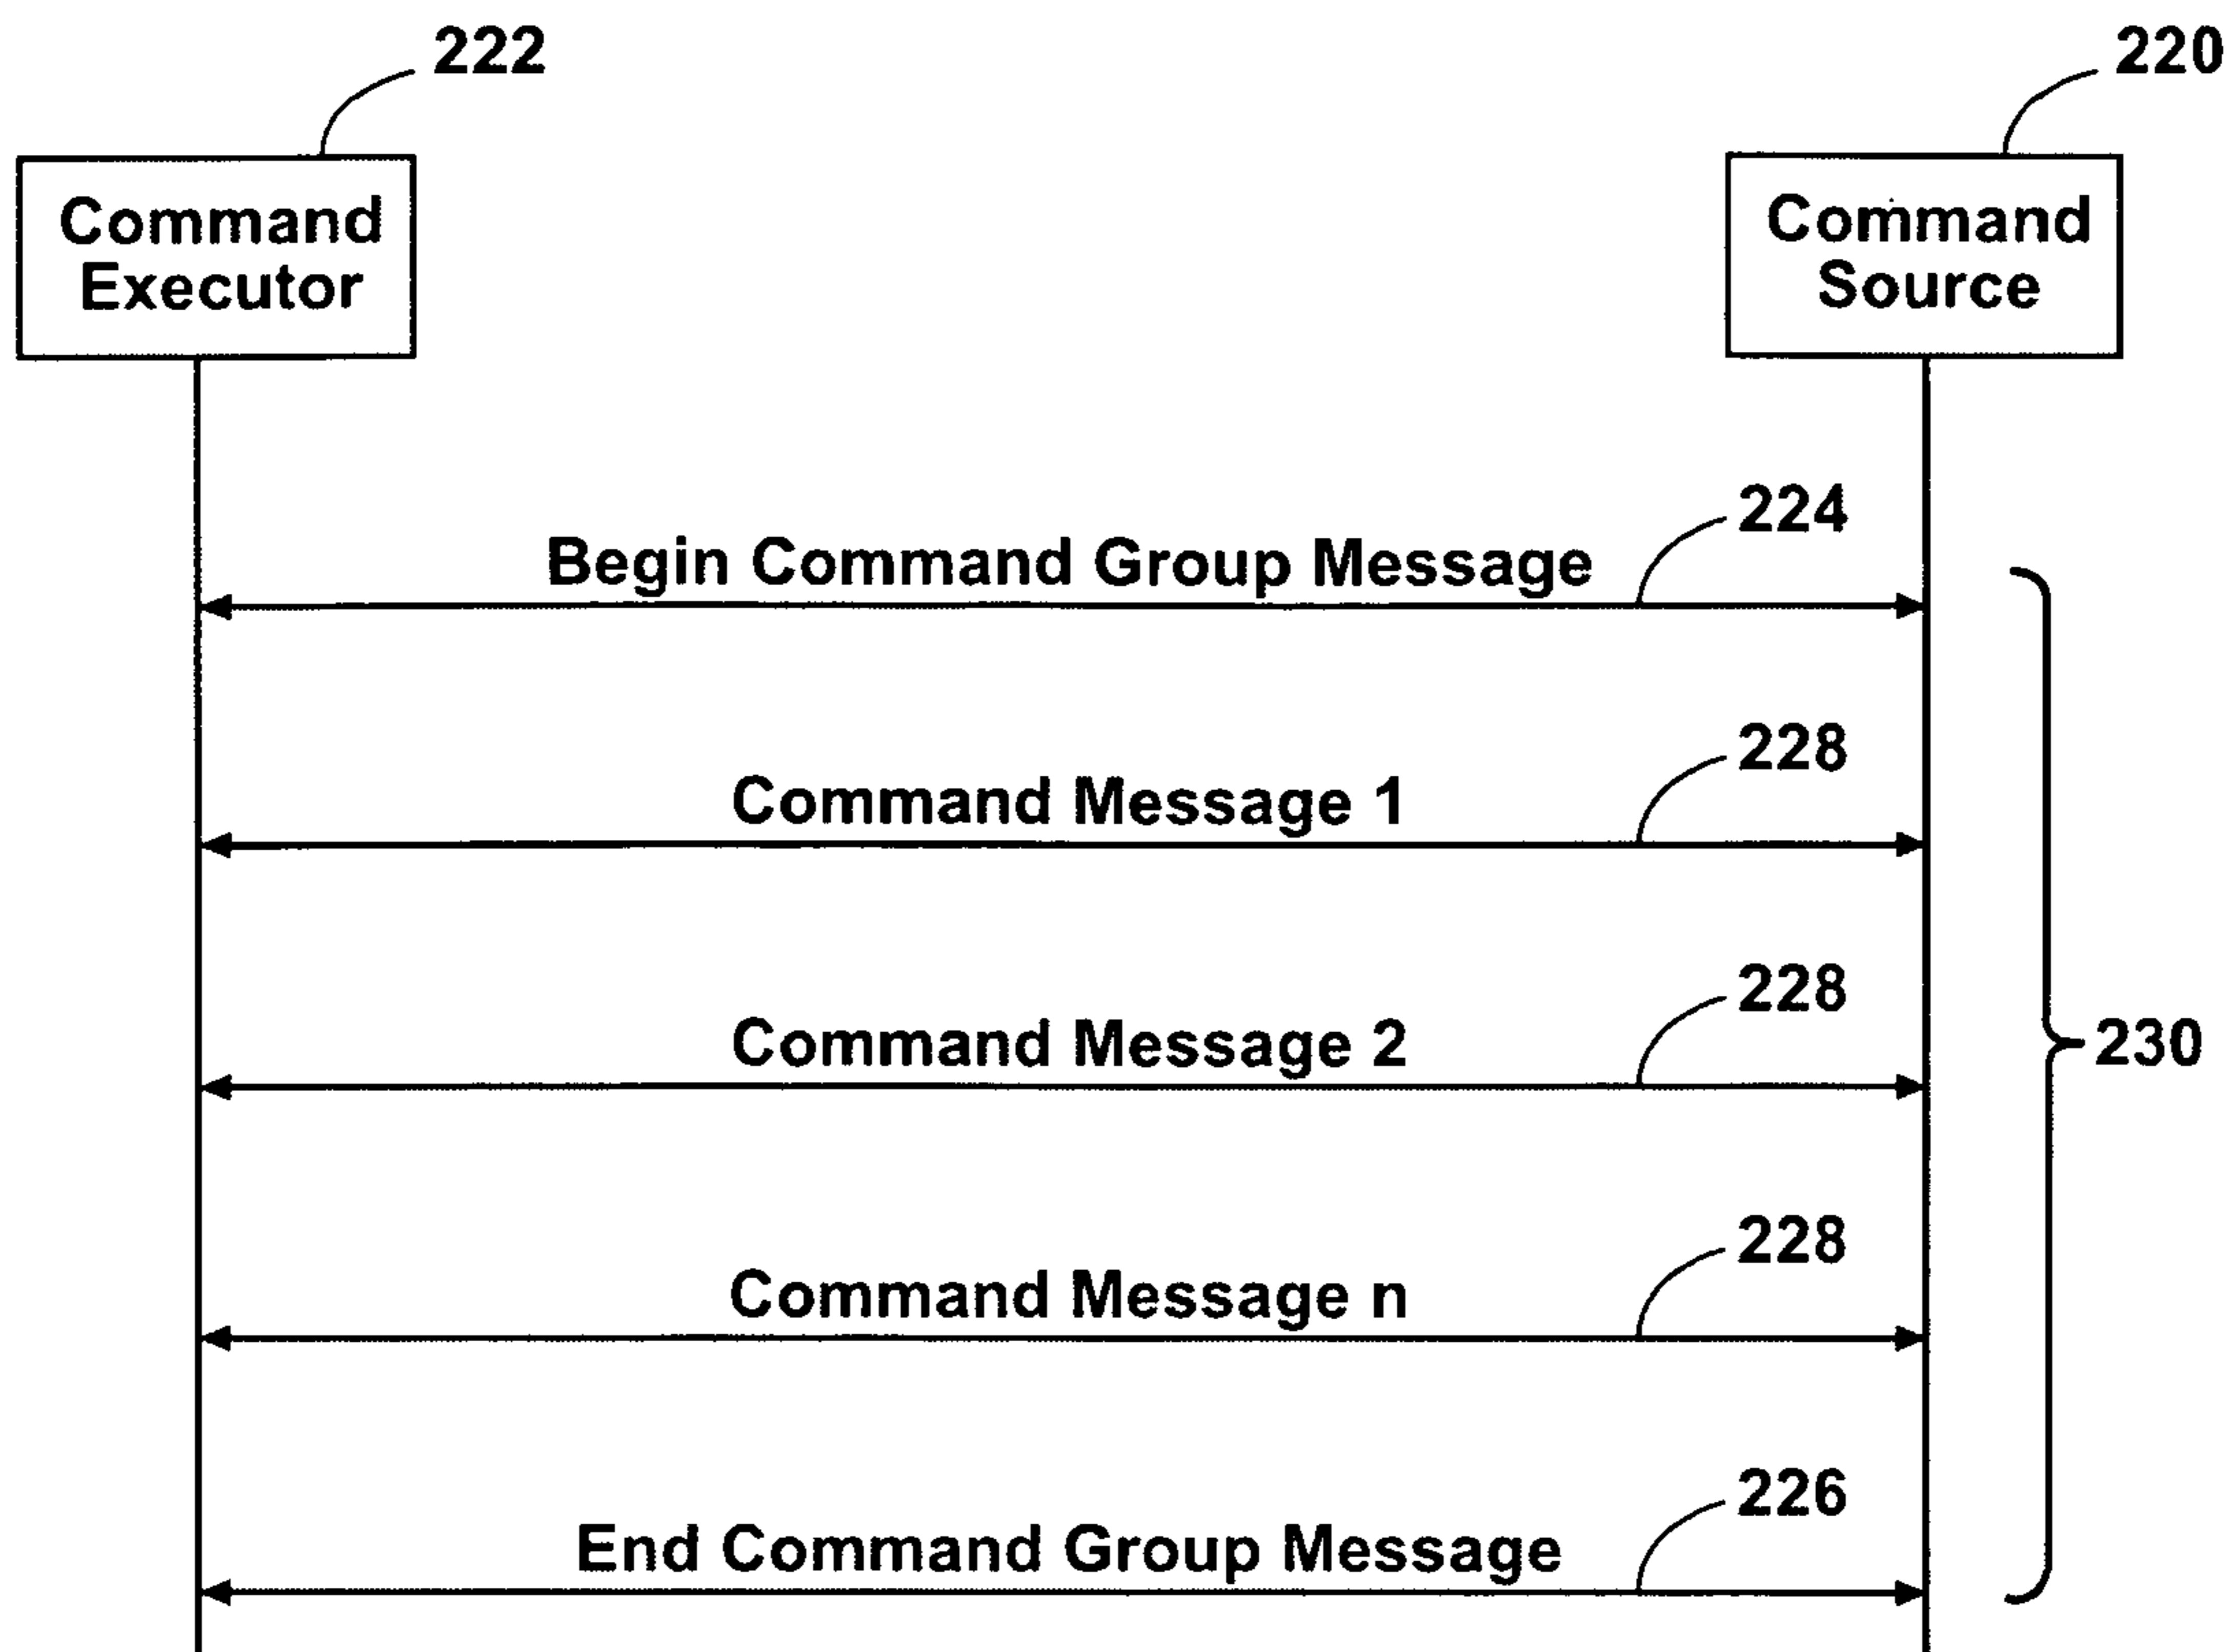 222
220
Command
Executor
Command
Source
224
Begin Command Group Message
228
Command Message 1
228
Command Message 2
230
228
Command Message n
226
End Command Group Message